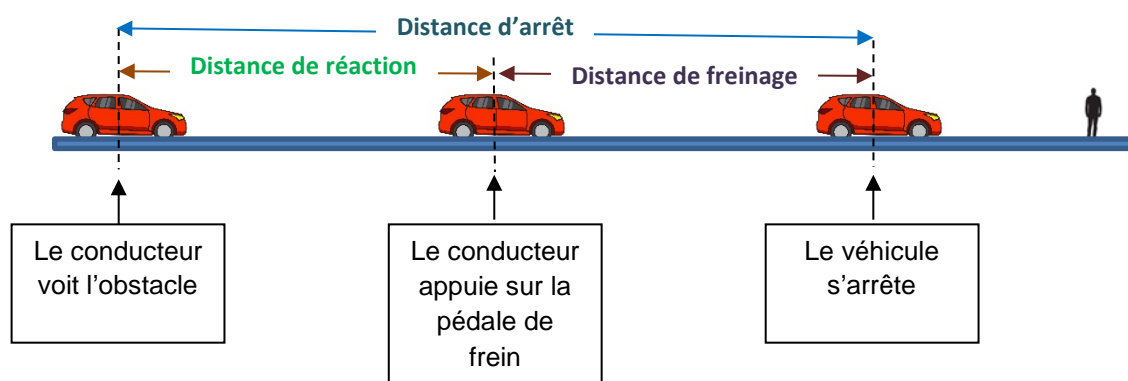 Distance d’arrêt
Distance de réaction
Distance de freinage
Le conducteur
voit l’obstacle
Le conducteur
appuie sur la
pédale de
frein
Le véhicule
s’arrête